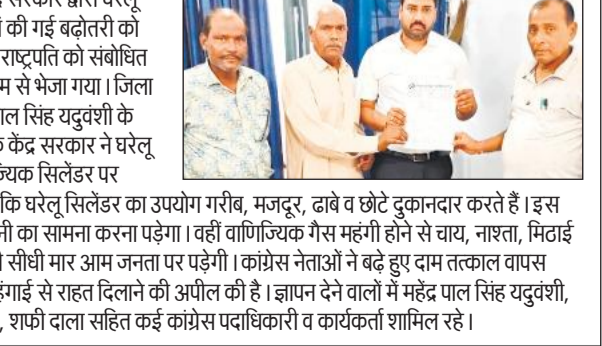 सरकार द्वारा घरेलू
की गई बढ़ोतरी को
राष्ट्रपति को संबोधित
म से भेजा गया। जिला
पाल सिंह यदुवंशी के
केंद्र सरकार ने घरेलू
ज्यिक सिलेंडर पर
कि घरेलू सिलेंडर का उपयोग गरीब, मजदूर, ढाबे व छोटे दुकानदार करते हैं। इस
नी का सामना करना पड़ेगा। वहीं वाणिज्यिक गैस महंगी होने से चाय, नाश्ता, मिठाई
सीधी मार आम जनता पर पड़ेगी। कांग्रेस नेताओं ने बढ़े हुए दाम तत्काल वापस
हंगाई से राहत दिलाने की अपील की है। ज्ञापन देने वालों में महेंद्र पाल सिंह यदुवंशी,
, शफी दाला सहित कई कांग्रेस पदाधिकारी व कार्यकर्ता शामिल रहे।